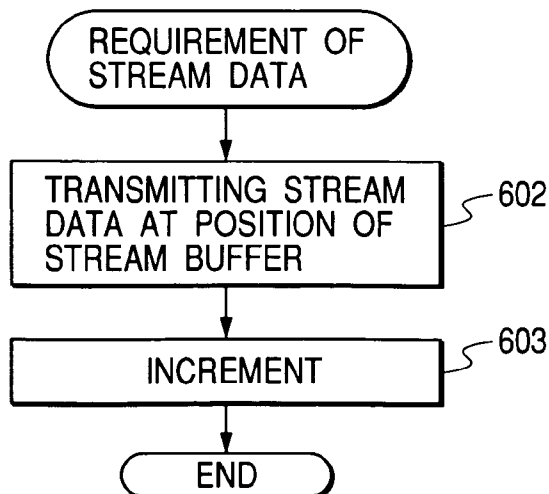 REQUIREMENT OF
STREAM DATA
TRANSMITTING STREAM
DATA AT POSITION OF
STREAM BUFFER
602
INCREMENT
603
END